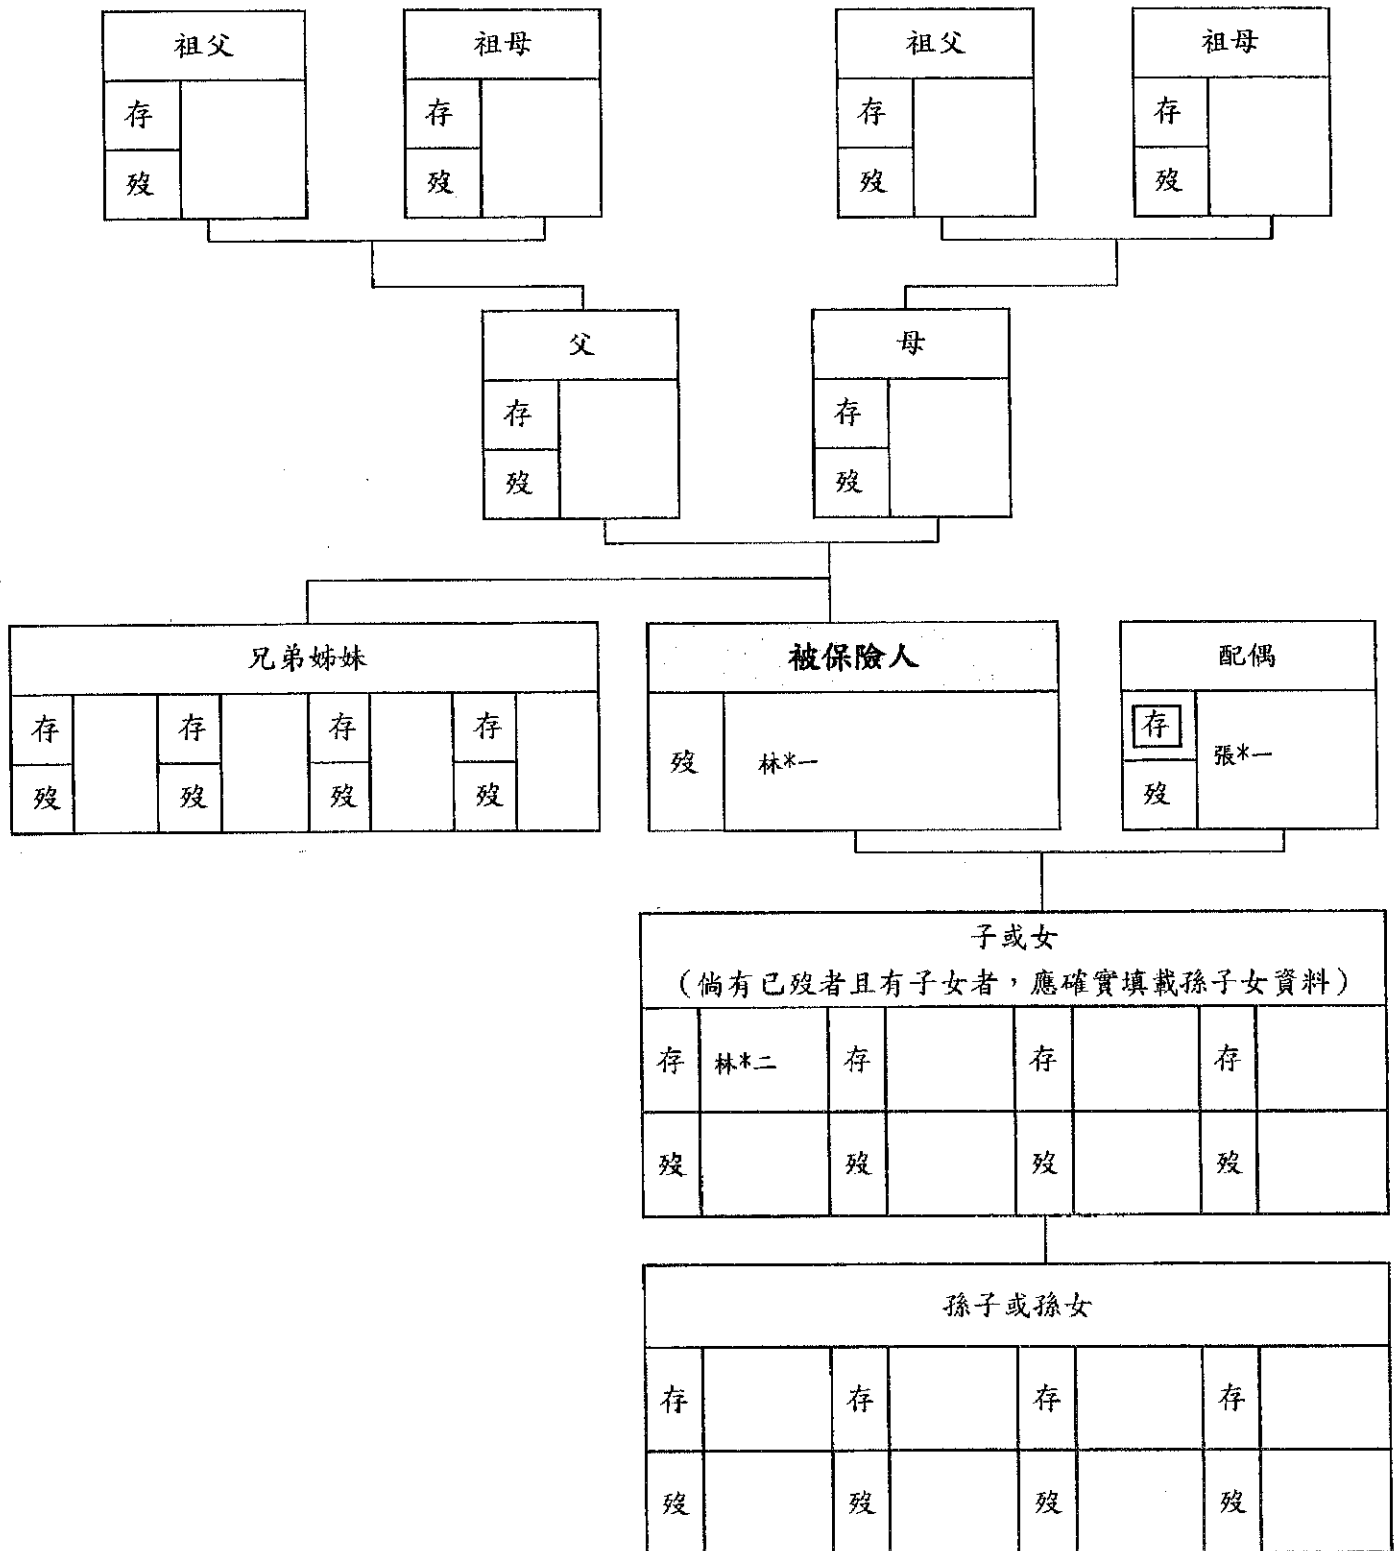 祖父 祖母 祖父 祖母
存 存 存 存
歿 歿 歿 歿
父 母
存 存
歿 歿
兄弟姊妹 被保險人 配偶
存 存 存 存 歿 林*一 存 張*一
歿 歿 歿 歿 歿
子或女
(倘有已歿者且有子女者,應確實填載孫子女資料)
存 林*二 存 存 存
歿 歿 歿 歿
孫子或孫女
存 存 存 存
歿 歿 歿 歿